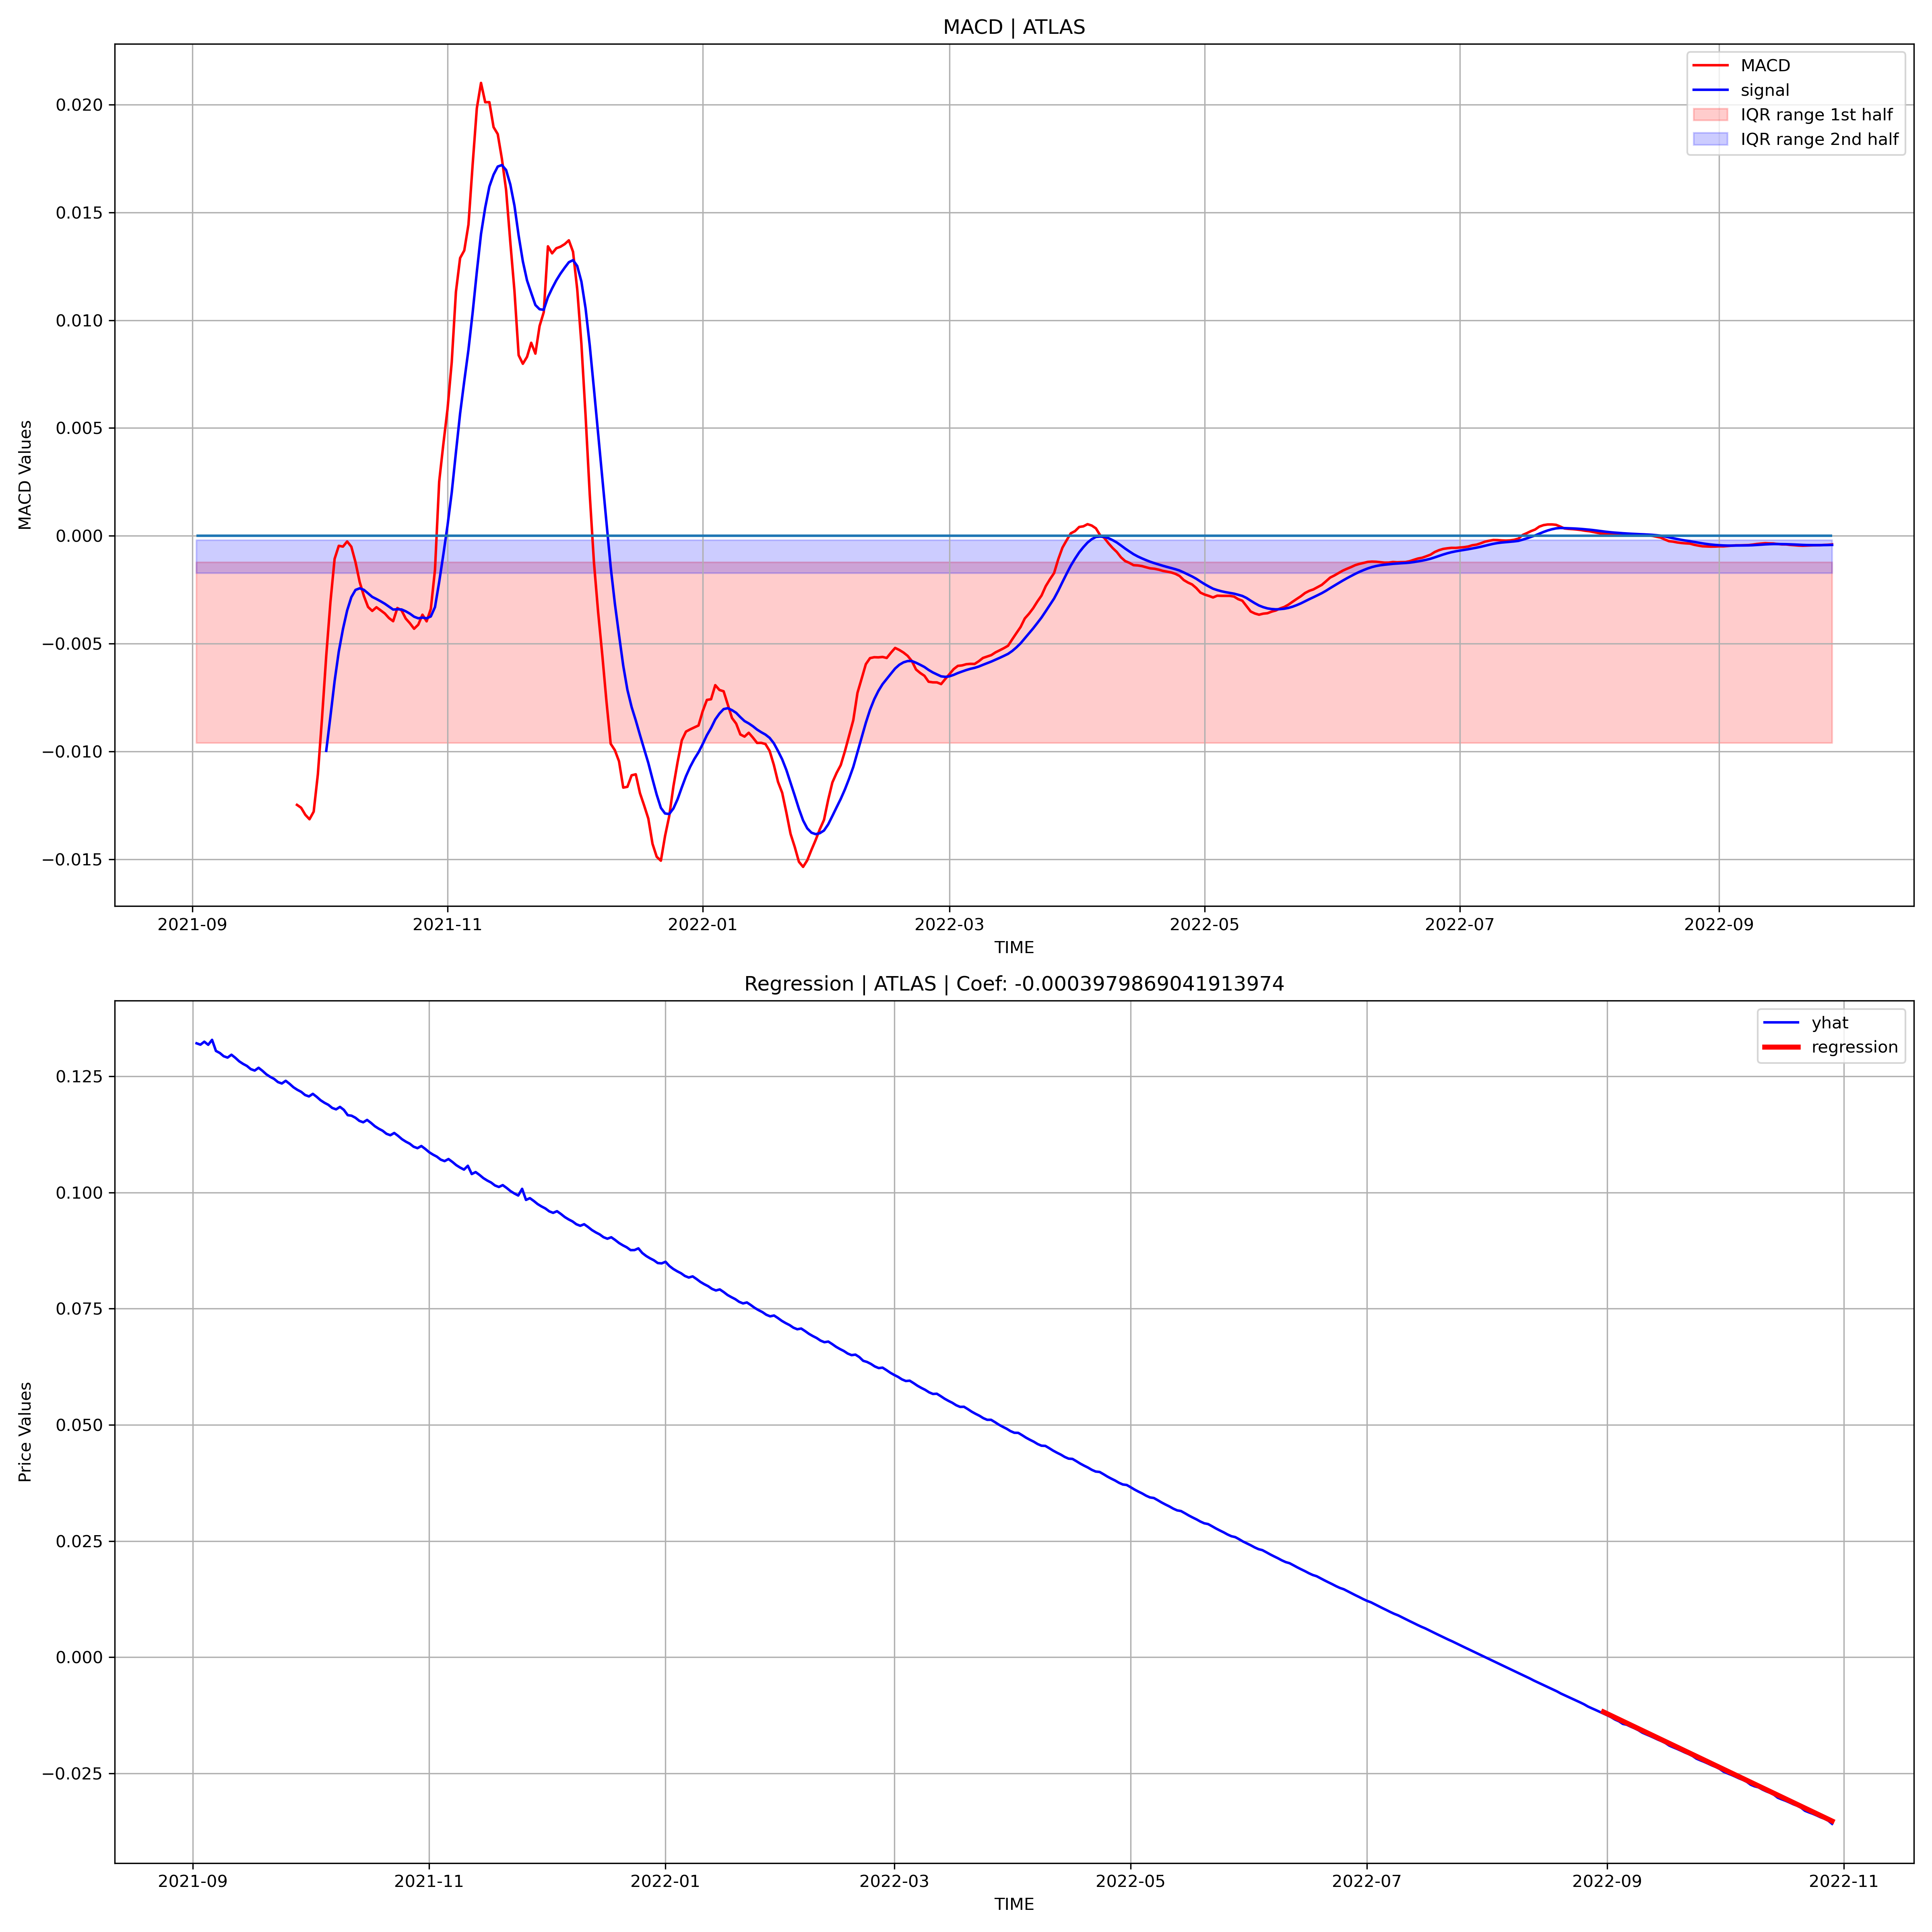 MACD | ATLAS
MACD
signal
IQR range 1st half
IQR range 2nd half
MACD Values
0.020
0.015
0.010
0.005
0.000
−0.005
−0.010
−0.015
2021-09
2021-11
2022-01
2022-03
2022-05
2022-07
2022-09
TIME
Regression | ATLAS | Coef: -0.0003979869041913974
yhat
regression
Price Values
0.125
0.100
0.075
0.050
0.025
0.000
−0.025
2021-09
2021-11
2022-01
2022-03
2022-05
2022-07
2022-09
2022-11
TIME